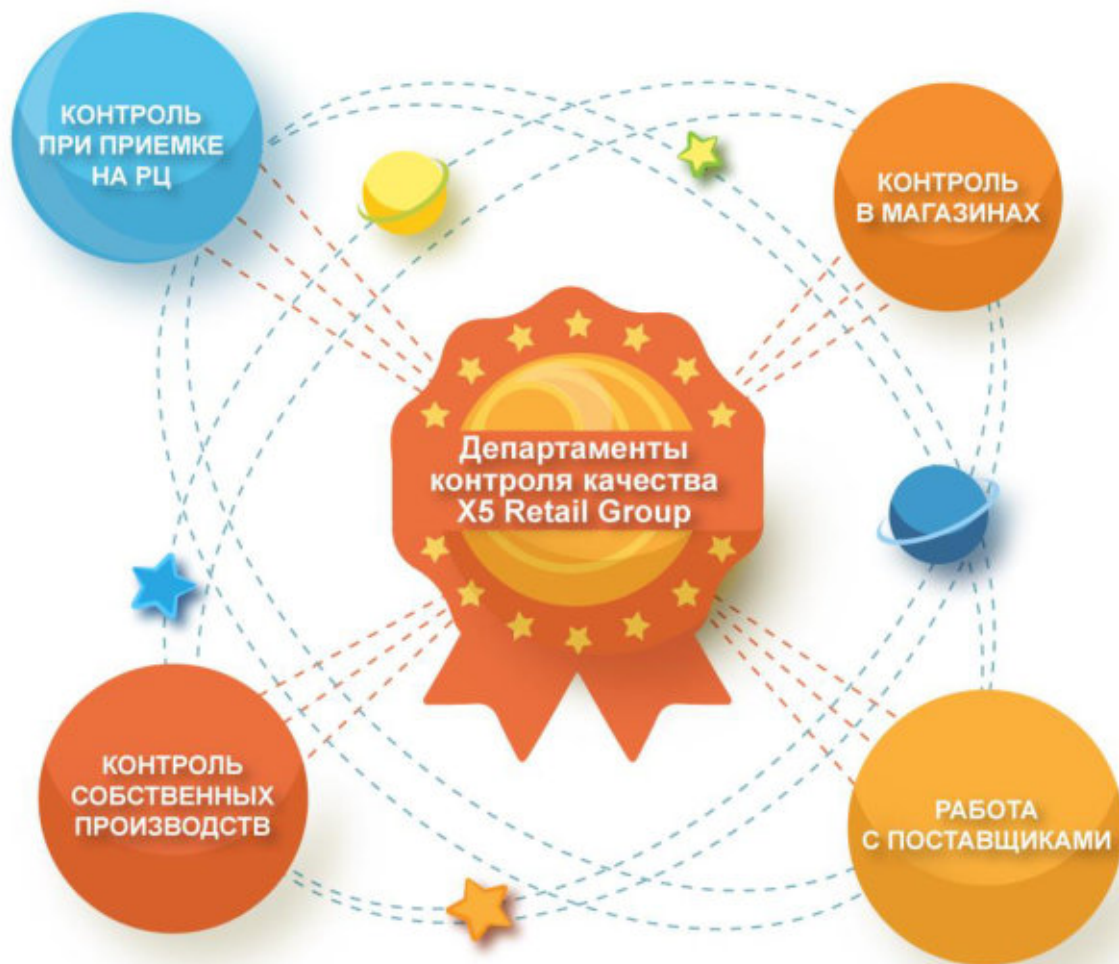 КОНТРОЛЬ
ПРИ ПРИЕМКЕ
НА РЦ
КОНТРОЛЬ
В МАГАЗИНАХ
Департаменты
контроля качества
X5 Retail Group
КОНТРОЛЬ
СОБСТВЕННЫХ
ПРОИЗВОДСТВ
РАБОТА
С ПОСТАВЩИКАМИ